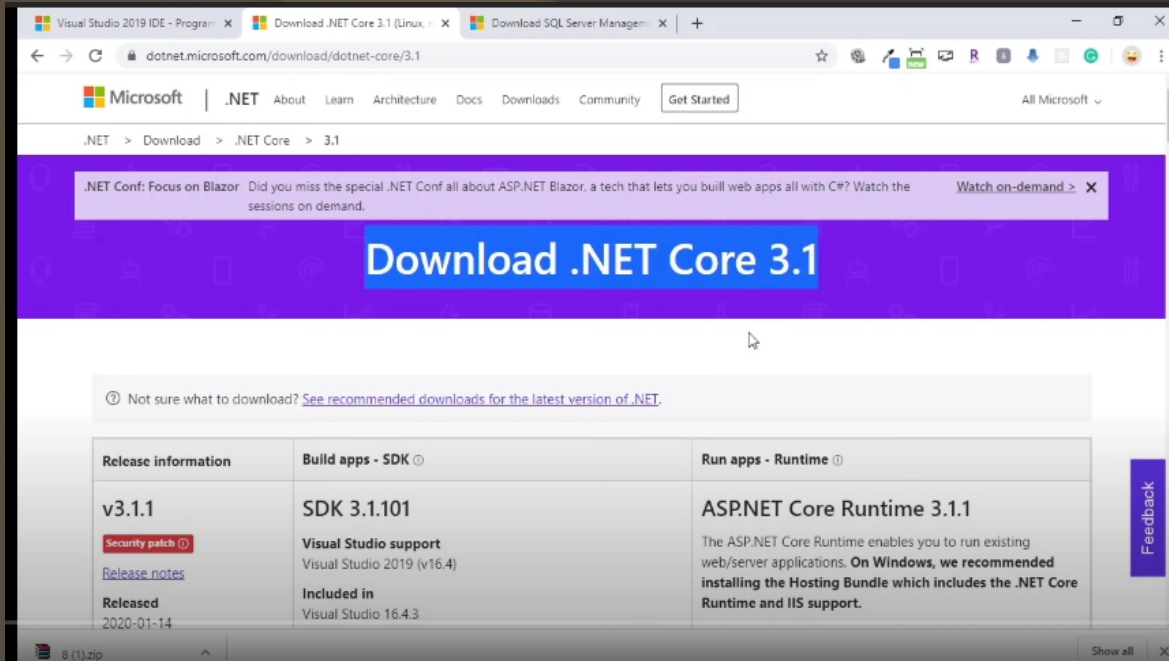 Visual Studio 2019 IDE - Program
Download .NET Core 3.1 (Linux,
Download SQL Server Managem
dotnet.microsoft.com/download/dotnet-core/3.1
new
R
Microsoft | .NET About Learn Architecture Docs Downloads Community Get Started All Microsoft
.NET > Download > .NET Core > 3.1
.NET Conf: Focus on Blazor Did you miss the special .NET Conf all about ASP.NET Blazor, a tech that lets you buill web apps all with C#? Watch the Watch on-demand >
sessions on demand.
Download .NET Core 3.1
Not sure what to download? See recommended downloads for the latest version of .NET.
Release information Build apps - SDK Run apps - Runtime
v3.1.1 SDK 3.1.101 ASP.NET Core Runtime 3.1.1
Security patch Visual Studio support The ASP.NET Core Runtime enables you to run existing
Release notes Visual Studio 2019 (v16.4) web/server applications. On Windows, we recommended
Released Included in installing the Hosting Bundle which includes the .NET Core
2020-01-14 Visual Studio 16.4.3 Runtime and IIS support.
Feedback
8 (1).zip Show all